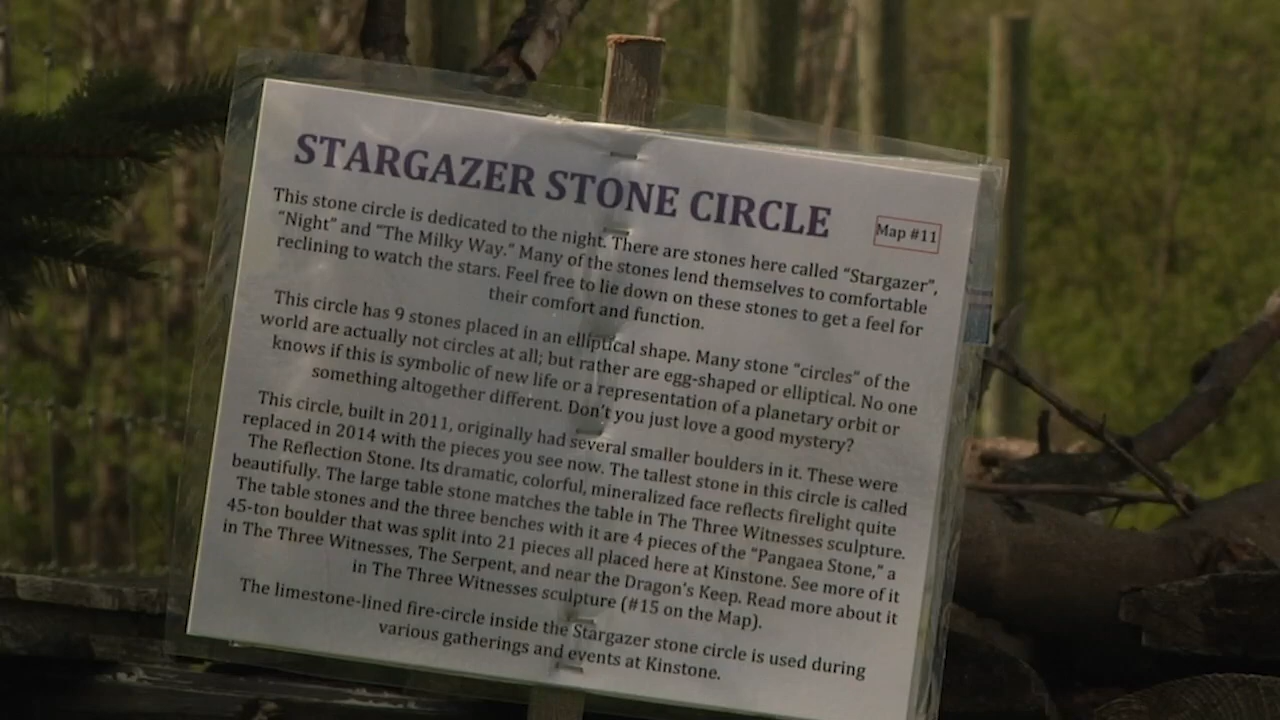 STARGAZER STONE CIRCLE
Map #11
This stone circle is dedicated to the night. There are stones here called “Stargazer”,
“Night” and “The Milky Way.” Many of the stones lend themselves to comfortable
reclining to watch the stars. Feel free to lie down on these stones to get a feel for
their comfort and function.
This circle has 9 stones placed in an elliptical shape. Many stone “circles” of the
world are actually not circles at all; but rather are egg-shaped or elliptical. No one
knows if this is symbolic of new life or a representation of a planetary orbit or
something altogether different. Don’t you just love a good mystery?
This circle, built in 2011, originally had several smaller boulders in it. These were
replaced in 2014 with the pieces you see now. The tallest stone in this circle is called
The Reflection Stone. Its dramatic, colorful, mineralized face reflects firelight quite
beautifully. The large table stone matches the table in The Three Witnesses sculpture.
The table stones and the three benches with it are 4 pieces of the “Pangaea Stone,” a
45-ton boulder that was split into 21 pieces all placed here at Kinstone. See more of it
in The Three Witnesses, The Serpent, and near the Dragon’s Keep. Read more about it
in The Three Witnesses sculpture (#15 on the Map).
The limestone-lined fire-circle inside the Stargazer stone circle is used during
various gatherings and events at Kinstone.